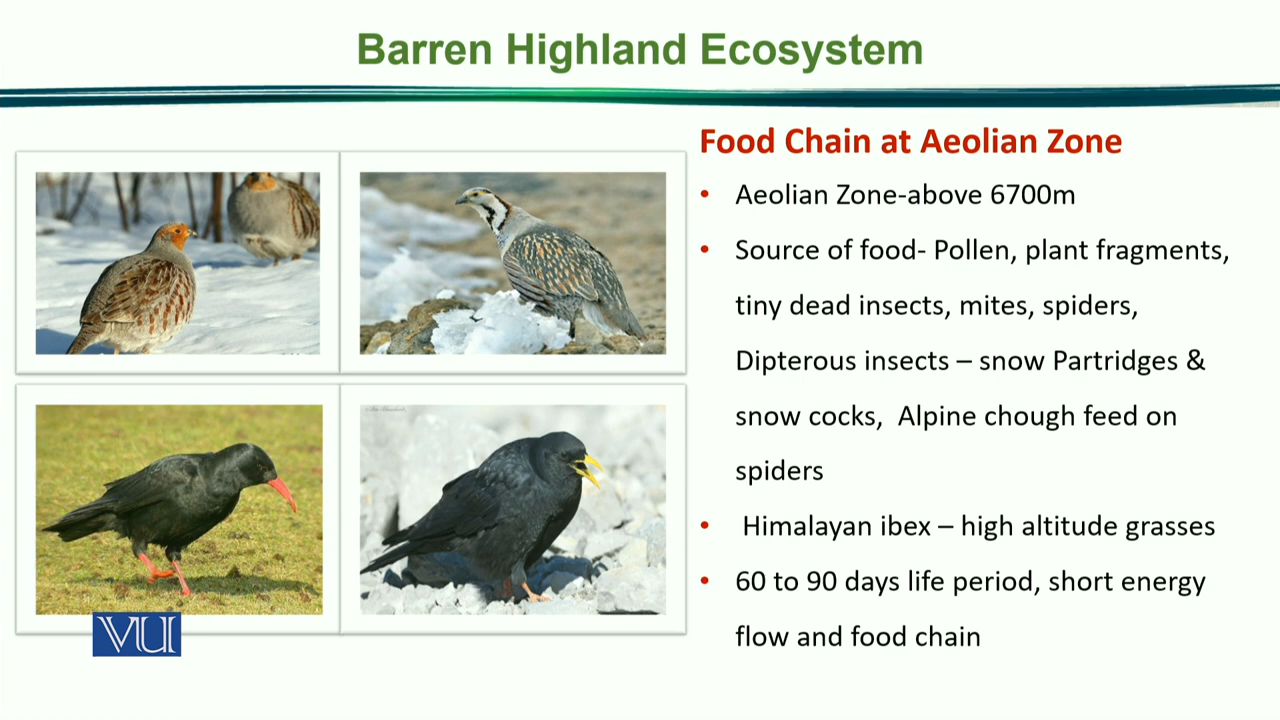 Barren Highland Ecosystem
Food Chain at Aeolian Zone
• Aeolian Zone-above 6700m
• Source of food- Pollen, plant fragments,
tiny dead insects, mites, spiders,
Dipterous insects – snow Partridges &
snow cocks, Alpine chough feed on
spiders
• Himalayan ibex – high altitude grasses
• 60 to 90 days life period, short energy
flow and food chain
VU